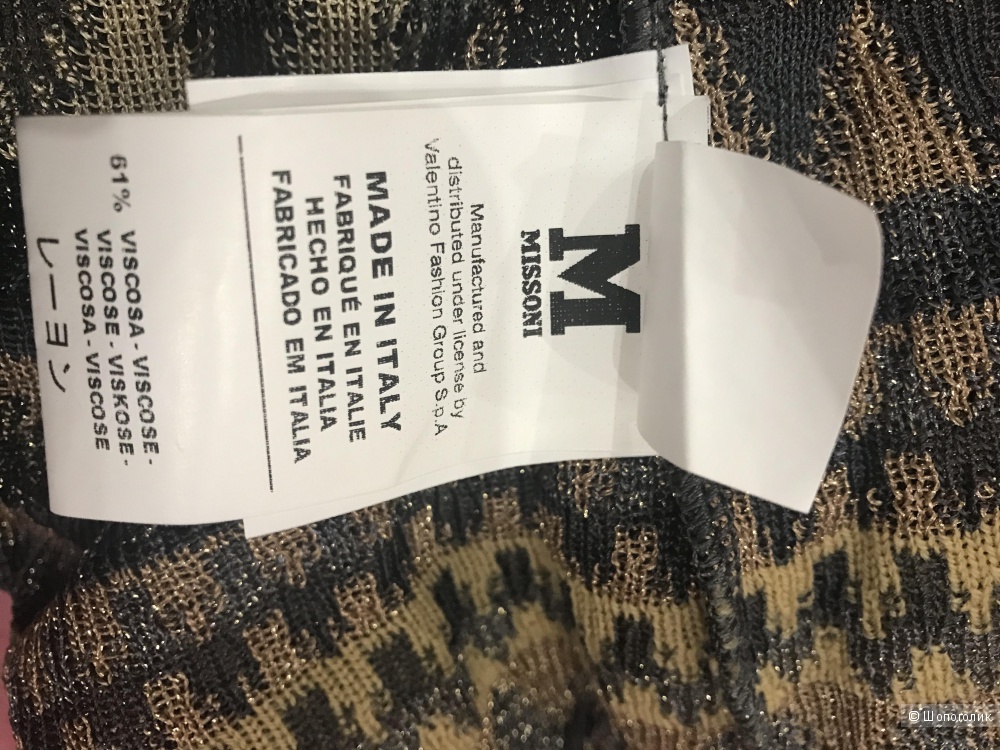 M
MISSONI
Manufactured and
distributed under license by
Valentino Fashion Group S.p.A
MADE IN ITALY
FABRIQUÉ EN ITALIE
HECHO EN ITALIA
FABRICADO EM ITALIA
61% VISCOSA - VISCOSE -
VISCOSE - VISKOSE -
VISCOSA - VISCOSE
レーヨン
© Шопоголик